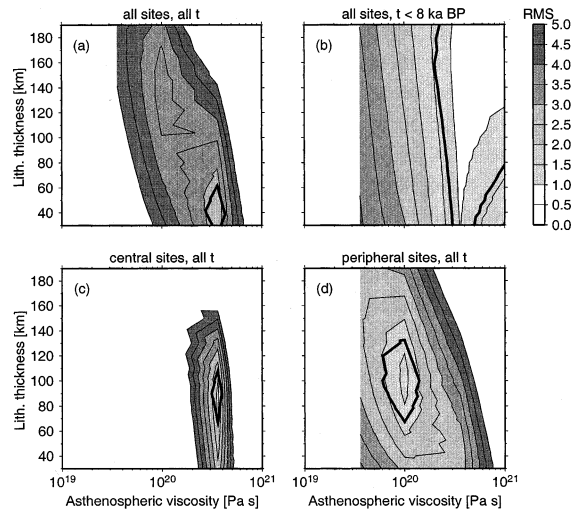 all sites, all t
all sites, t < 8 ka BP
RMS
(a)
(b)
Lith. thickness [km]
180
160
140
120
100
80
60
40
5.0
4.5
4.0
3.5
3.0
2.5
2.0
1.5
1.0
0.5
0.0
central sites, all t
peripheral sites, all t
(c)
(d)
Lith. thickness [km]
180
160
140
120
100
80
60
40
10^19 10^20 10^21
10^19 10^20 10^21
Asthenospheric viscosity [Pa s]
Asthenospheric viscosity [Pa s]